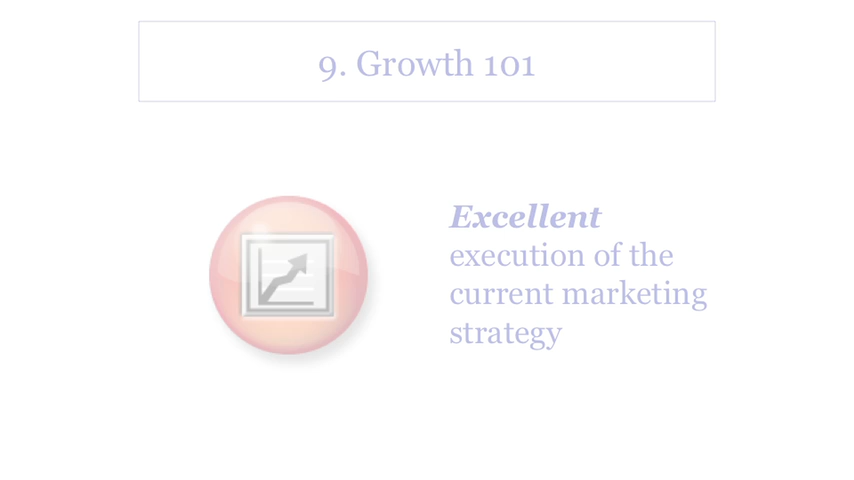 9. Growth 101
Excellent
execution of the
current marketing
strategy